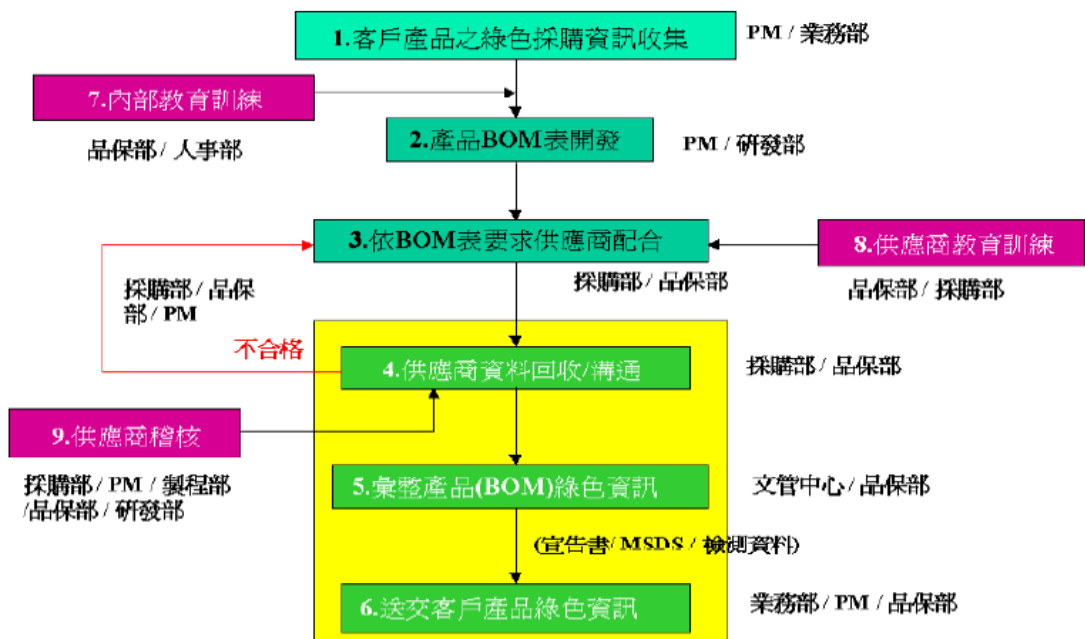 1.客戶產品之綠色採購資訊收集
PM / 業務部
7.內部教育訓練
品保部 / 人事部
2.產品BOM表開發
PM / 研發部
3.依BOM表要求供應商配合
採購部 / 品保部
8.供應商教育訓練
品保部 / 採購部
採購部 / 品保
部 / PM
不合格
4.供應商資料回收/溝通
採購部 / 品保部
9.供應商稽核
採購部 / PM / 製程部
/品保部 / 研發部
5.彙整產品(BOM)綠色資訊
文管中心 / 品保部
(宣告書/ MSDS / 檢測資料)
6.送交客戶產品綠色資訊
業務部 / PM / 品保部